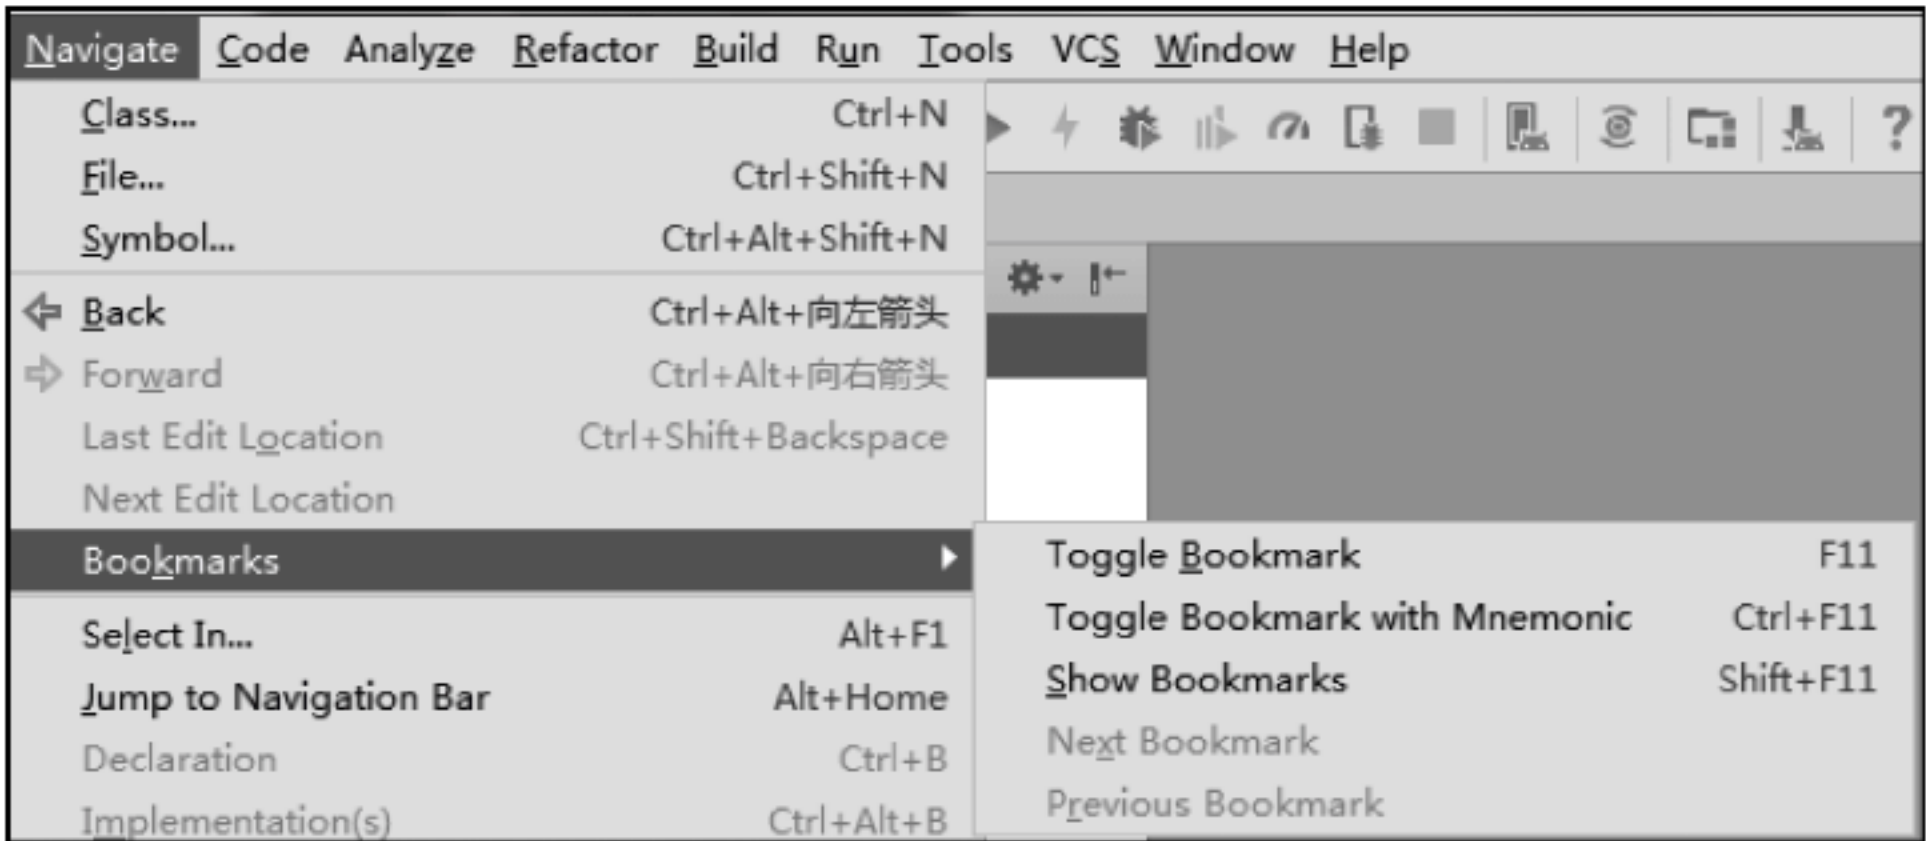 Navigate Code Analyze Refactor Build Run Tools VCS Window Help
Class... Ctrl+N
File... Ctrl+Shift+N
Symbol... Ctrl+Alt+Shift+N
?
Back Ctrl+Alt+向左箭头
Forward Ctrl+Alt+向右箭头
Last Edit Location Ctrl+Shift+Backspace
Next Edit Location
Bookmarks
Select In... Alt+F1
Jump to Navigation Bar Alt+Home
Declaration Ctrl+B
Implementation(s) Ctrl+Alt+B
Toggle Bookmark F11
Toggle Bookmark with Mnemonic Ctrl+F11
Show Bookmarks Shift+F11
Next Bookmark
Previous Bookmark